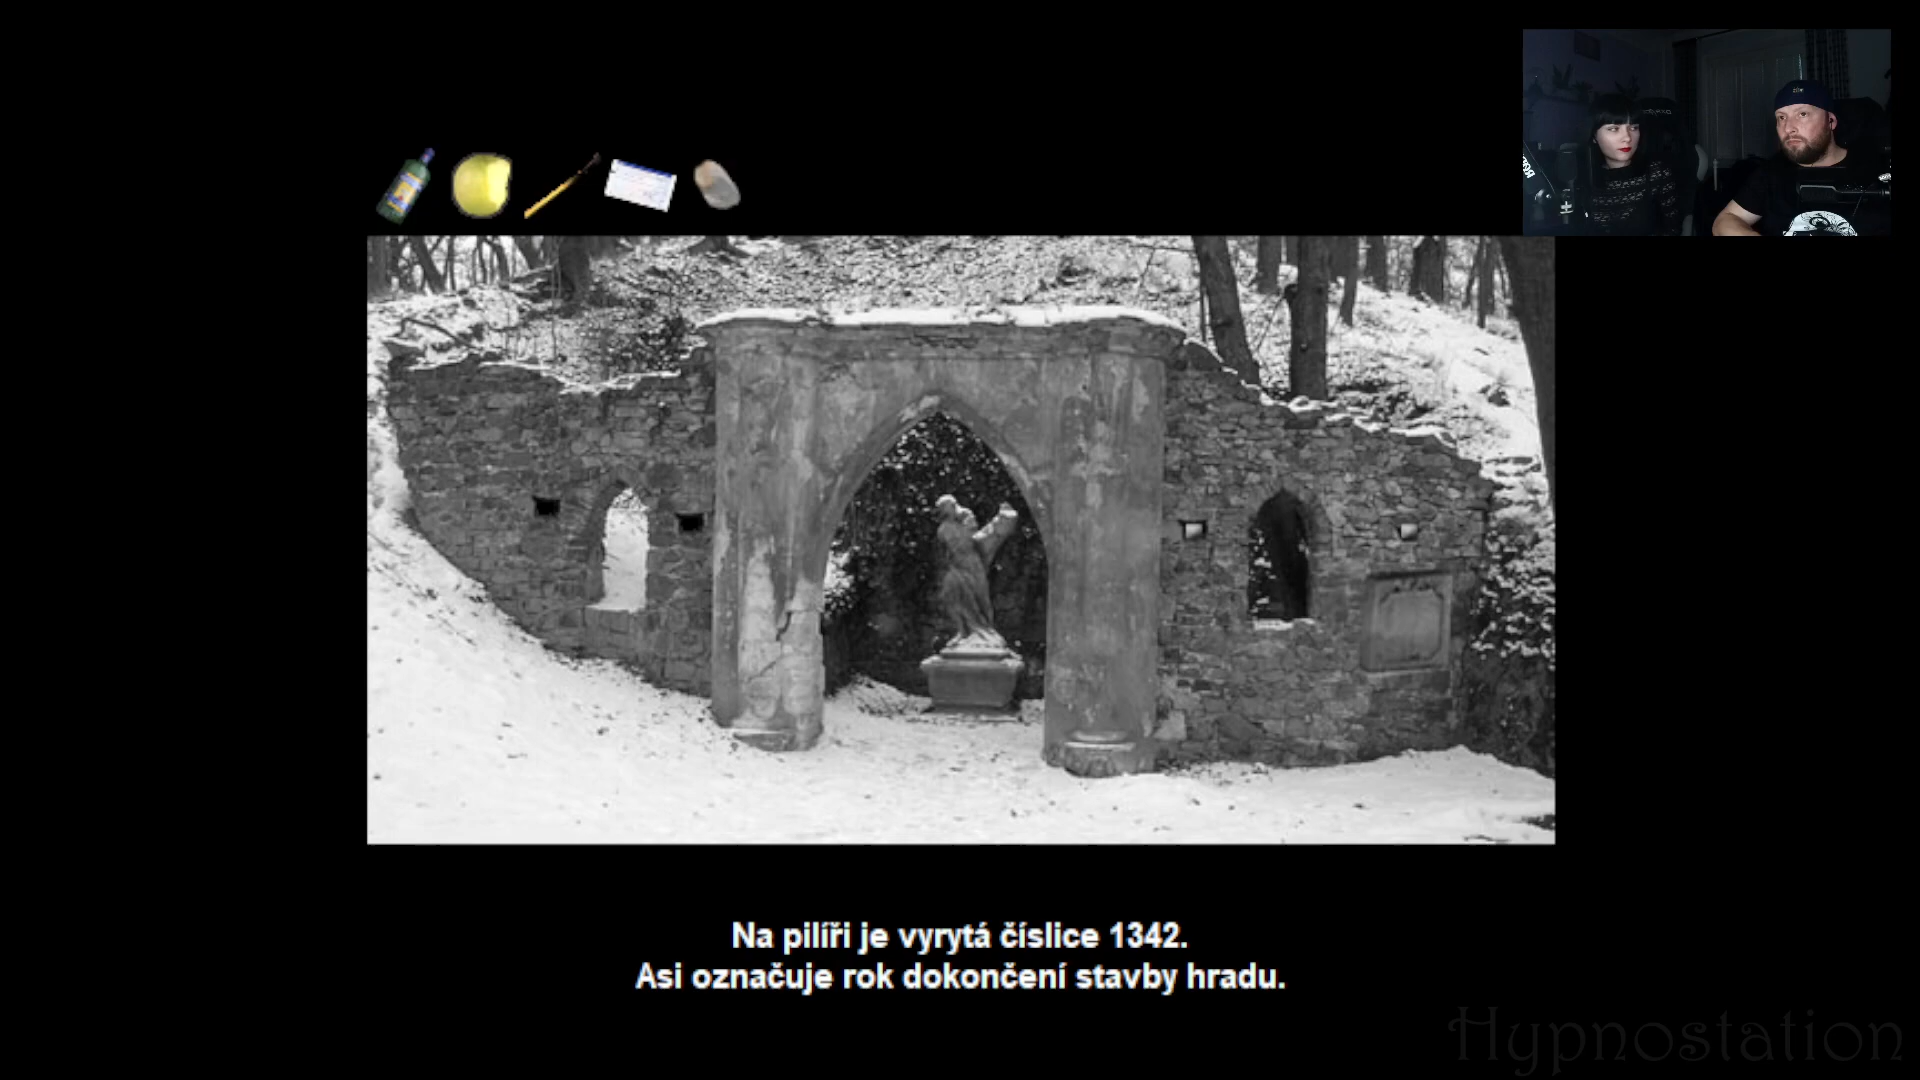 Na pilíři je vyrytá číslice 1342.
Asi označuje rok dokončení stavby hradu.
Hypnostation